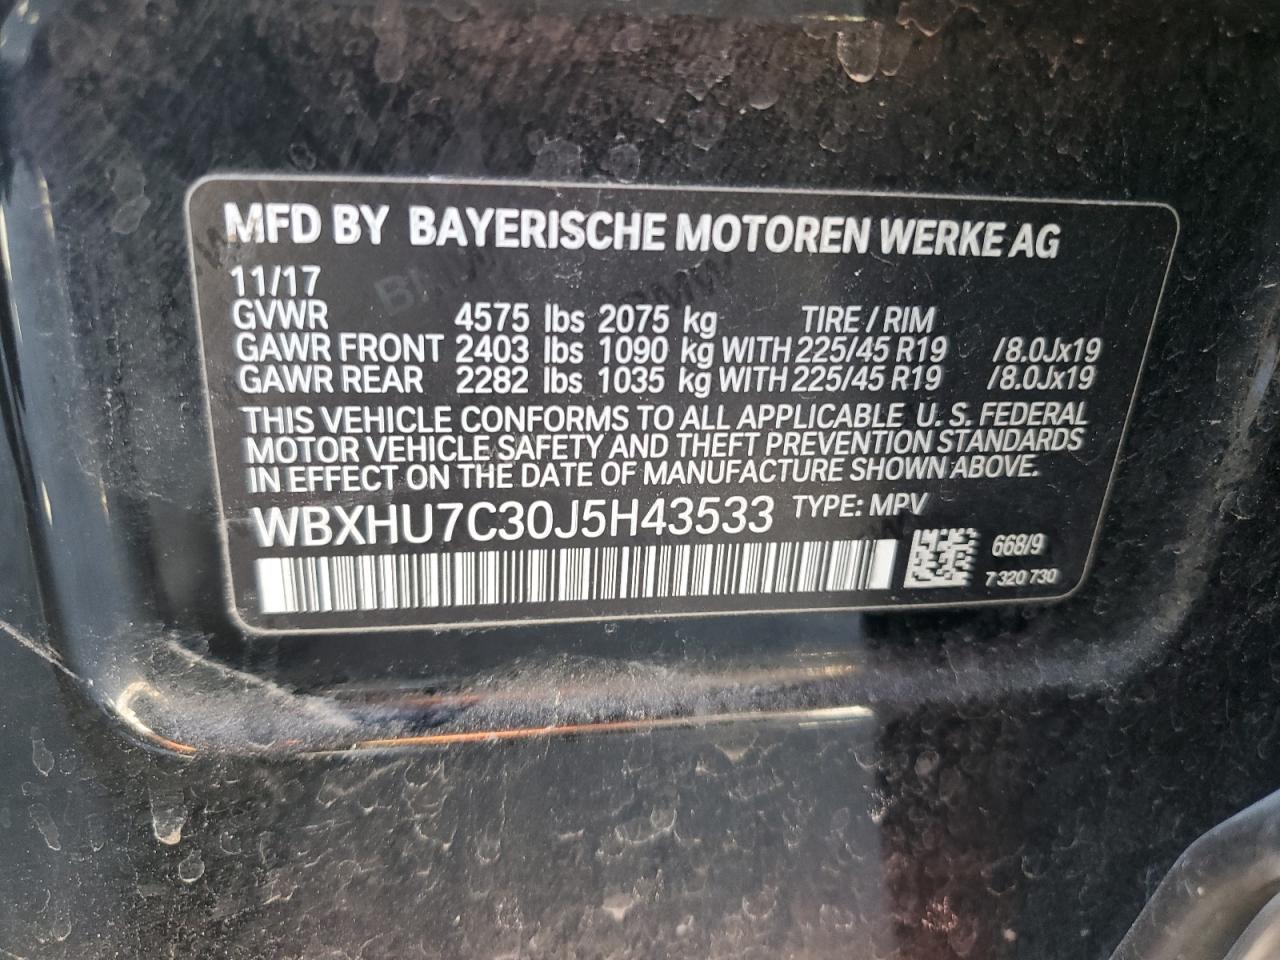 MFD BY BAYERISCHE MOTOREN WERKE AG
11/17
GVWR 4575 lbs 2075 kg TIRE / RIM
GAWR FRONT 2403 lbs 1090 kg WITH 225/45 R19 /8.0Jx19
GAWR REAR 2282 lbs 1035 kg WITH 225/45 R19 /8.0Jx19
THIS VEHICLE CONFORMS TO ALL APPLICABLE U. S. FEDERAL
MOTOR VEHICLE SAFETY AND THEFT PREVENTION STANDARDS
IN EFFECT ON THE DATE OF MANUFACTURE SHOWN ABOVE.
WBXHU7C30J5H43533 TYPE: MPV
668/9
7 320 730